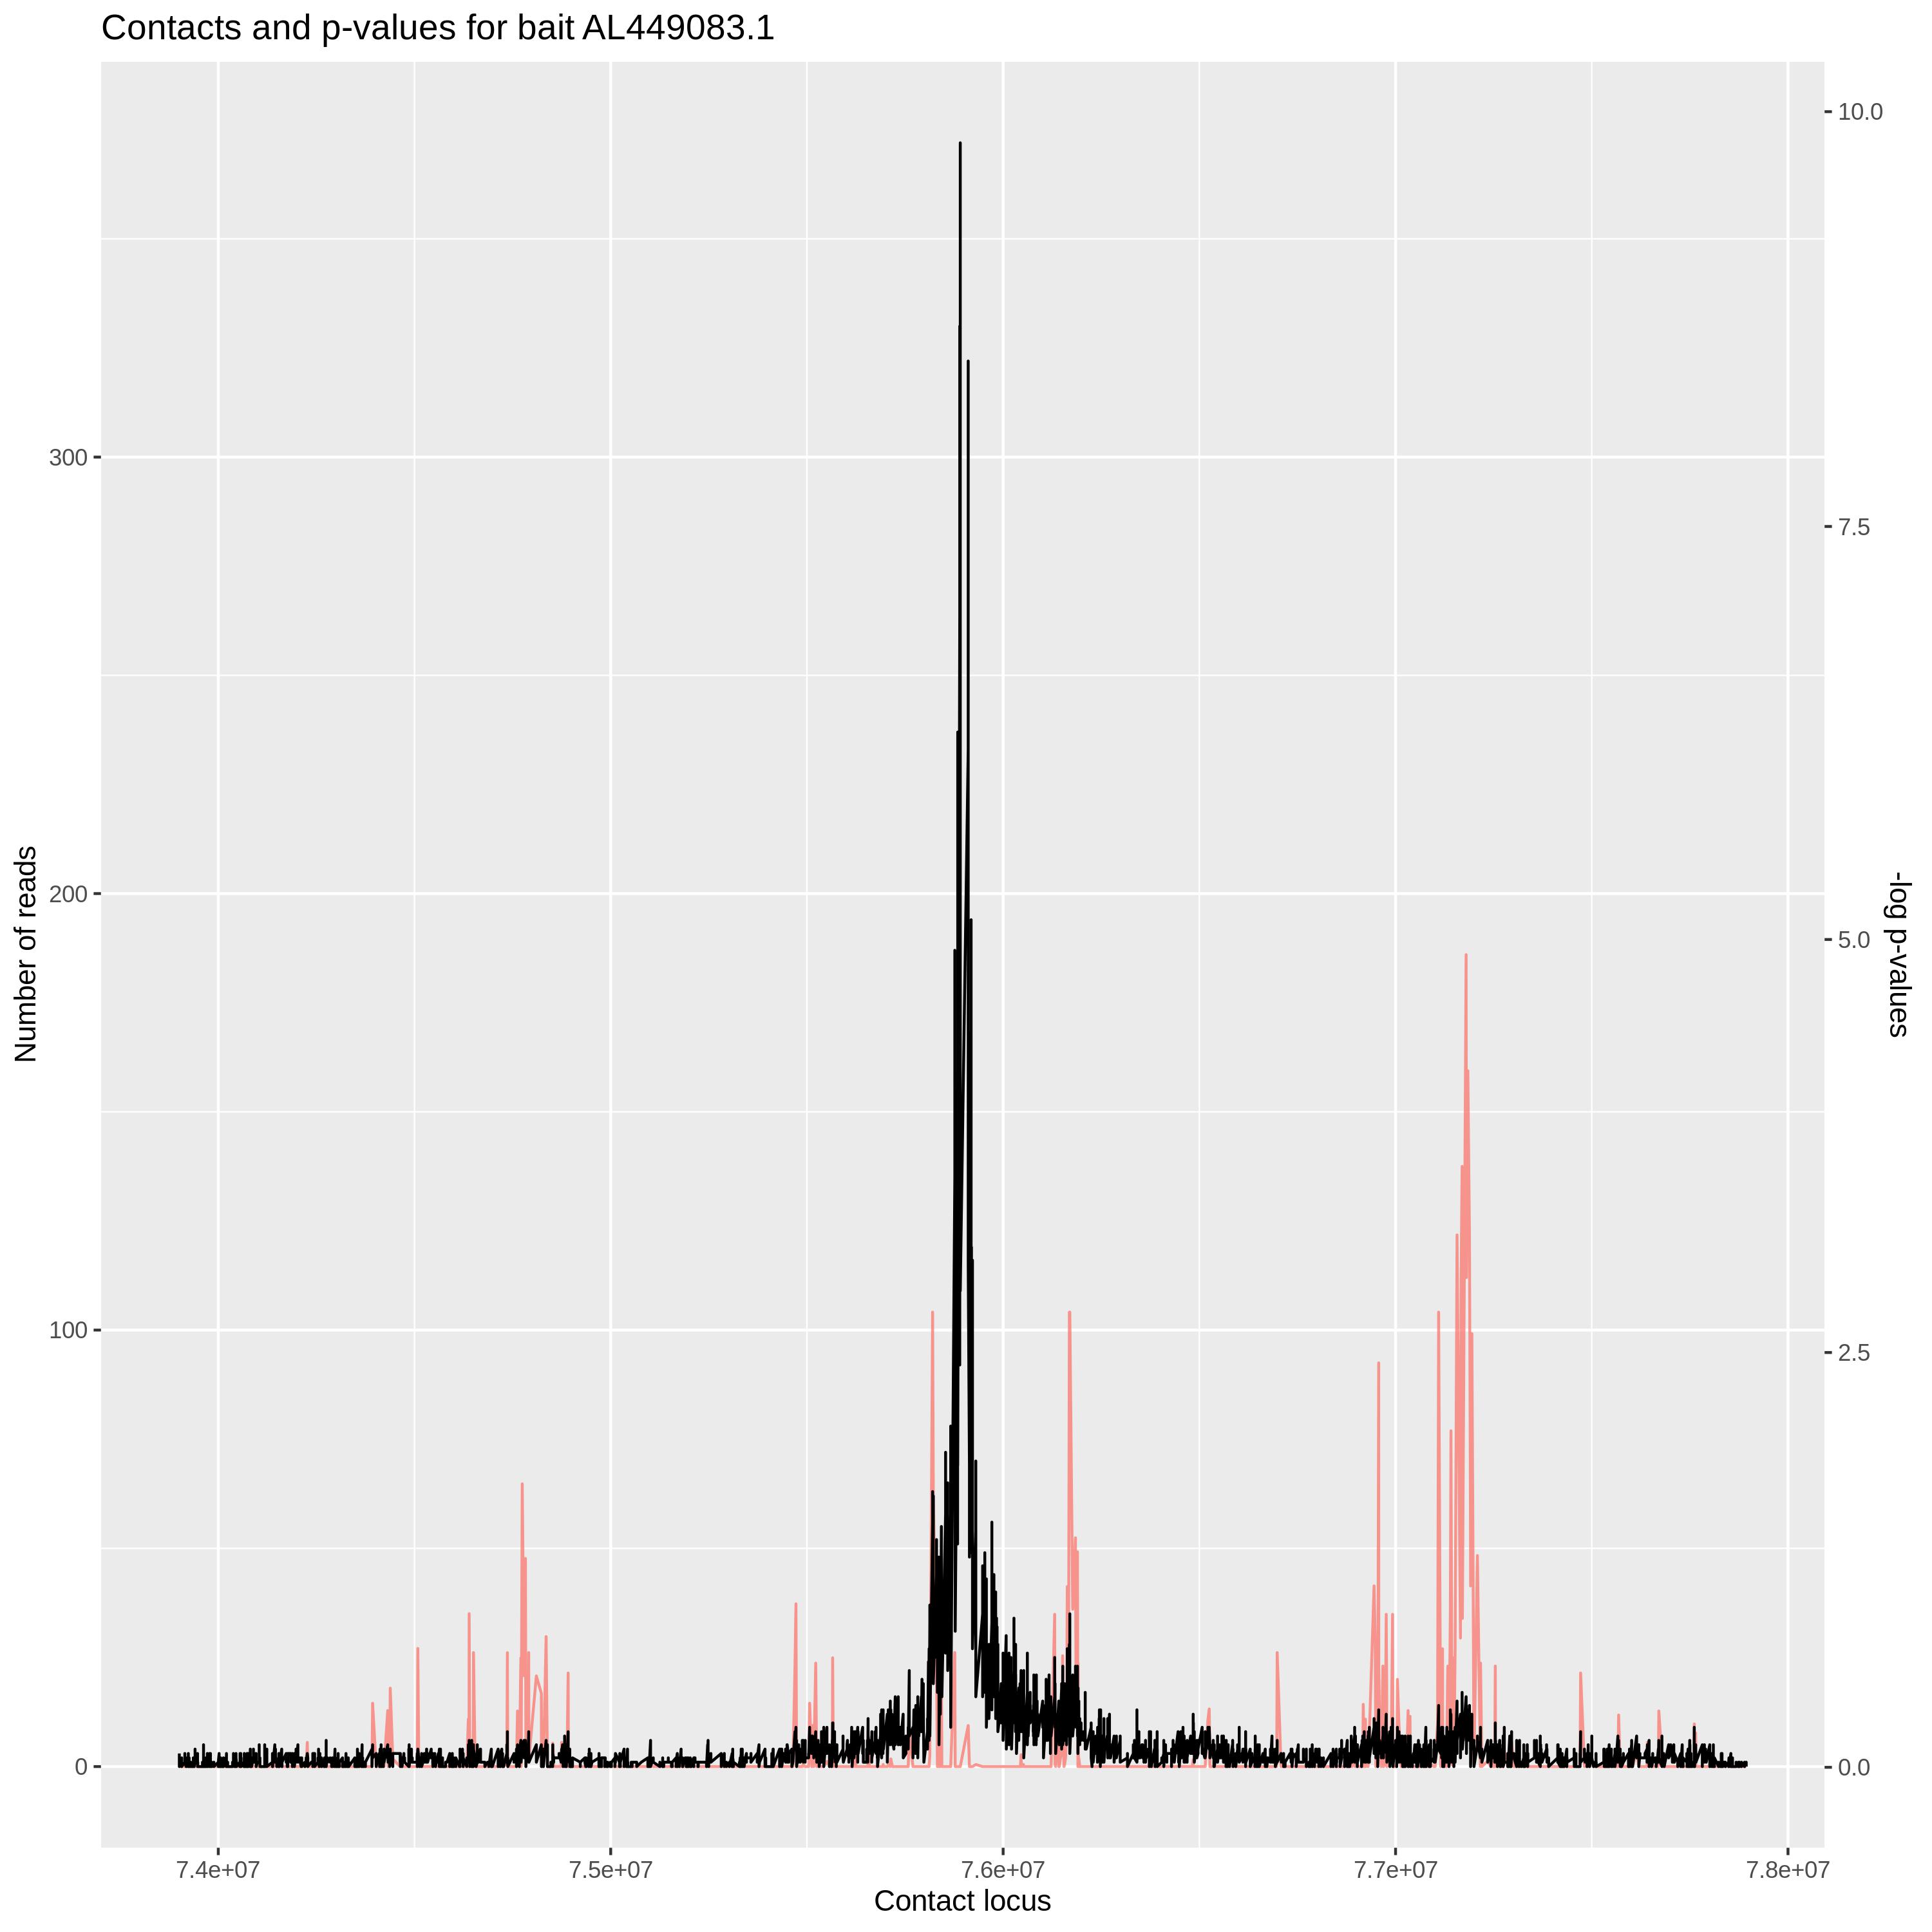 Contacts and p-values for bait AL449083.1
Number of reads
300
200
100
0
10.0
7.5
5.0
2.5
0.0
-log p-values
7.4e+07 7.5e+07 7.6e+07 7.7e+07 7.8e+07
Contact locus